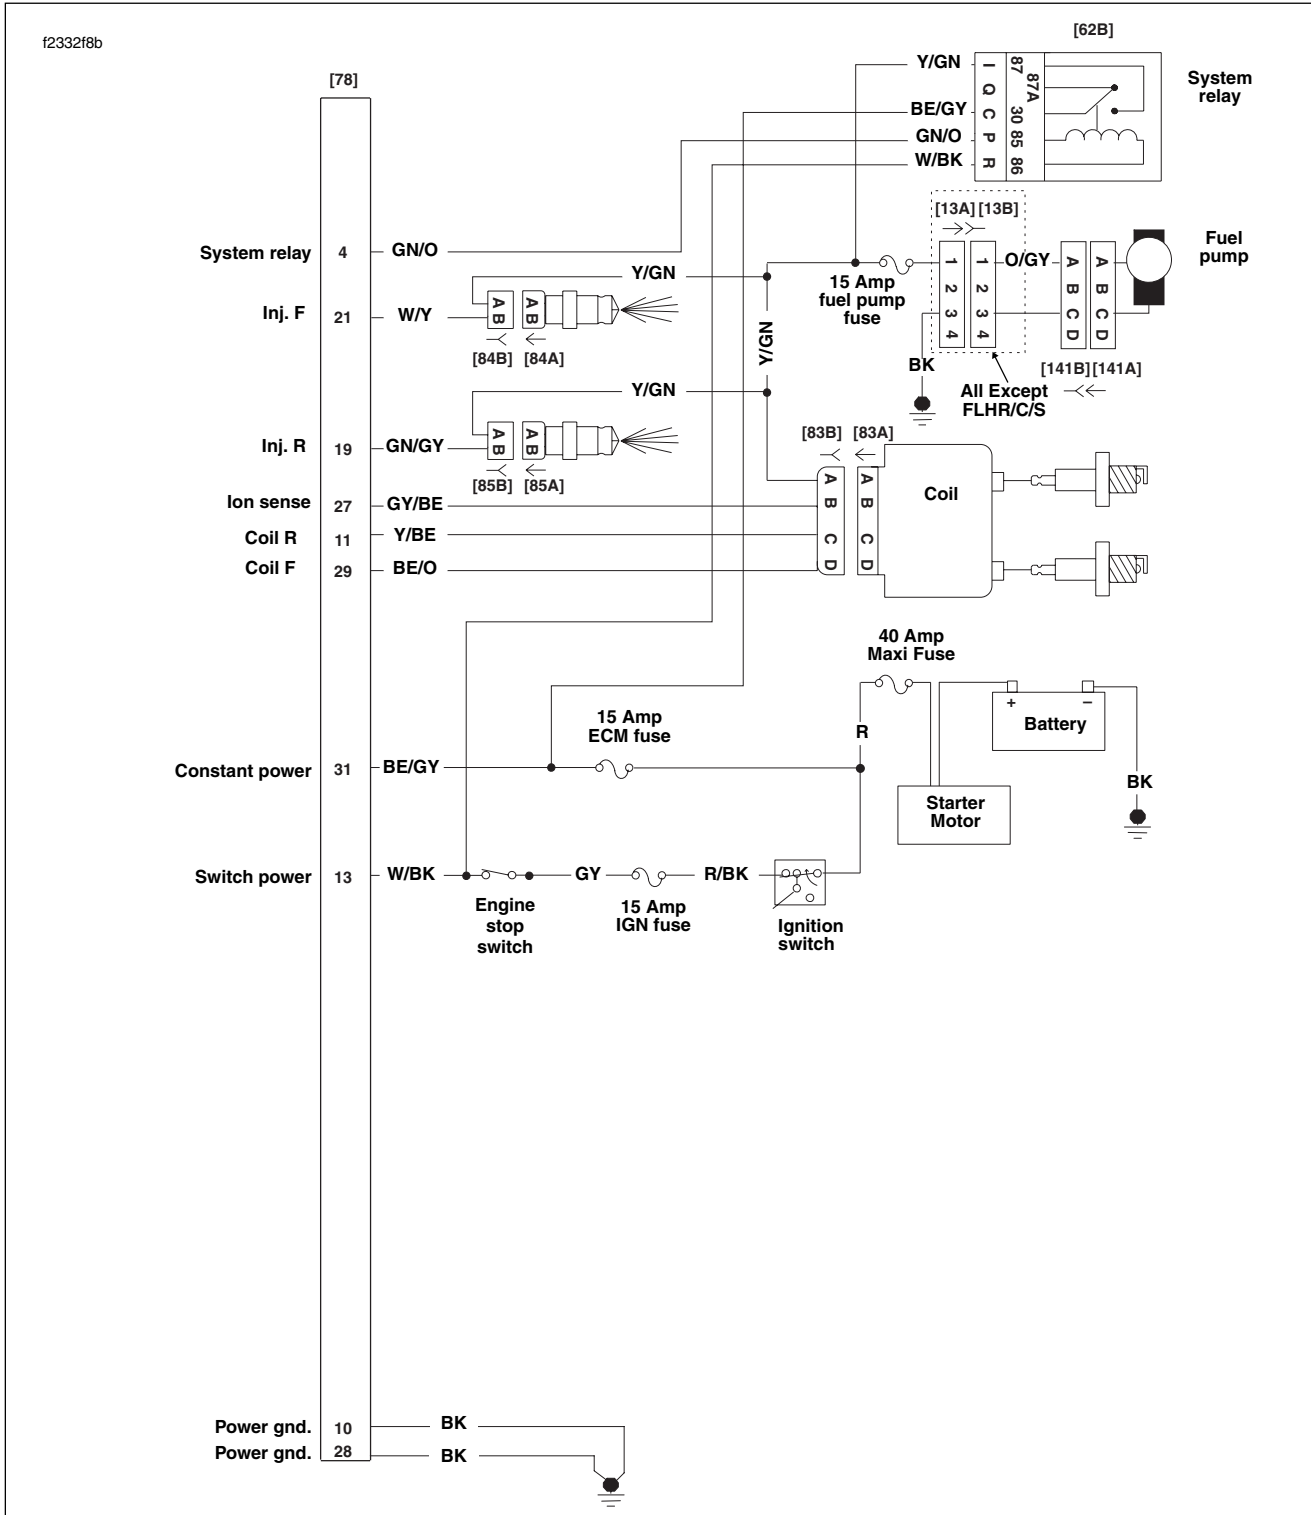 f2332f8b
[62B]
[78]
Y/GN
I
87
System
relay
Q
87A
BE/GY
C
30
GN/O
P
85
W/BK
R
86
[13A] [13B]
System relay
4
GN/O
Y/GN
1
1
O/GY
A
A
Fuel
pump
15 Amp
fuel pump
fuse
2
2
B
B
Inj. F
21
W/Y
A
B
A
B
3
3
C
C
4
4
D
D
[84B]
[84A]
Y/GN
BK
[141B] [141A]
All Except
FLHR/C/S
Y/GN
Inj. R
19
GN/GY
A
B
A
B
[83B]
[83A]
[85B]
[85A]
A
A
Coil
Ion sense
27
GY/BE
B
B
Coil R
11
Y/BE
C
C
Coil F
29
BE/O
D
D
40 Amp
Maxi Fuse
15 Amp
ECM fuse
R
+
–
Battery
Constant power
31
BE/GY
BK
Starter
Motor
Switch power
13
W/BK
GY
R/BK
Engine
stop
switch
15 Amp
IGN fuse
Ignition
switch
Power gnd.
10
BK
Power gnd.
28
BK